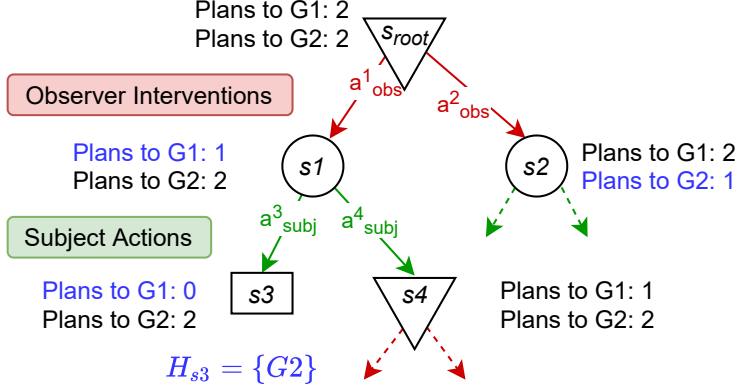 Plans to G1: 2
Plans to G2: 2
s_root
Observer Interventions
a^1_obs
a^2_obs
Plans to G1: 1
Plans to G2: 2
s1
s2
Plans to G1: 2
Plans to G2: 1
Subject Actions
a^3_subj
a^4_subj
Plans to G1: 0
Plans to G2: 2
s3
s4
Plans to G1: 1
Plans to G2: 2
H_{s3} = {G2}